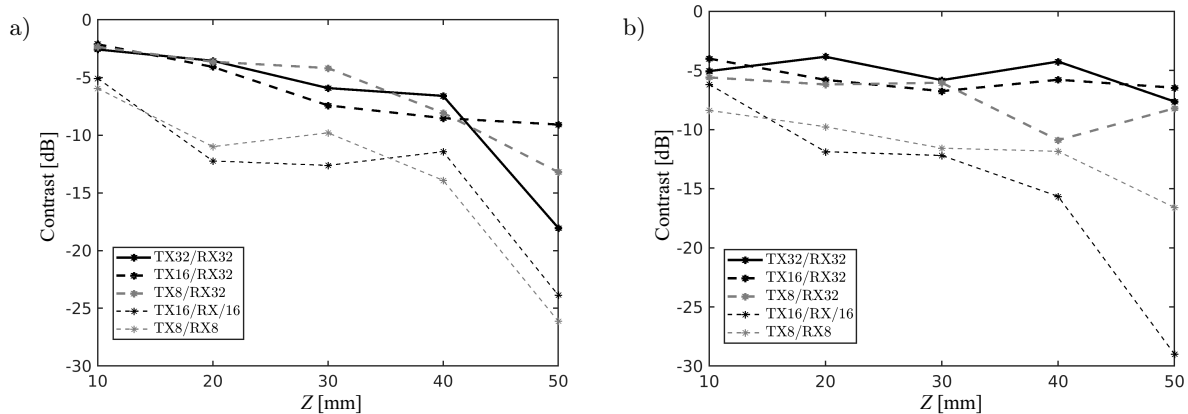 a)
0
-5
-10
-15
-20
-25
-30
Contrast [dB]
TX32/RX32
TX16/RX32
TX8/RX32
TX16/RX/16
TX8/RX8
10 20 30 40 50
Z [mm]
b)
0
-5
-10
-15
-20
-25
-30
Contrast [dB]
TX32/RX32
TX16/RX32
TX8/RX32
TX16/RX/16
TX8/RX8
10 20 30 40 50
Z [mm]